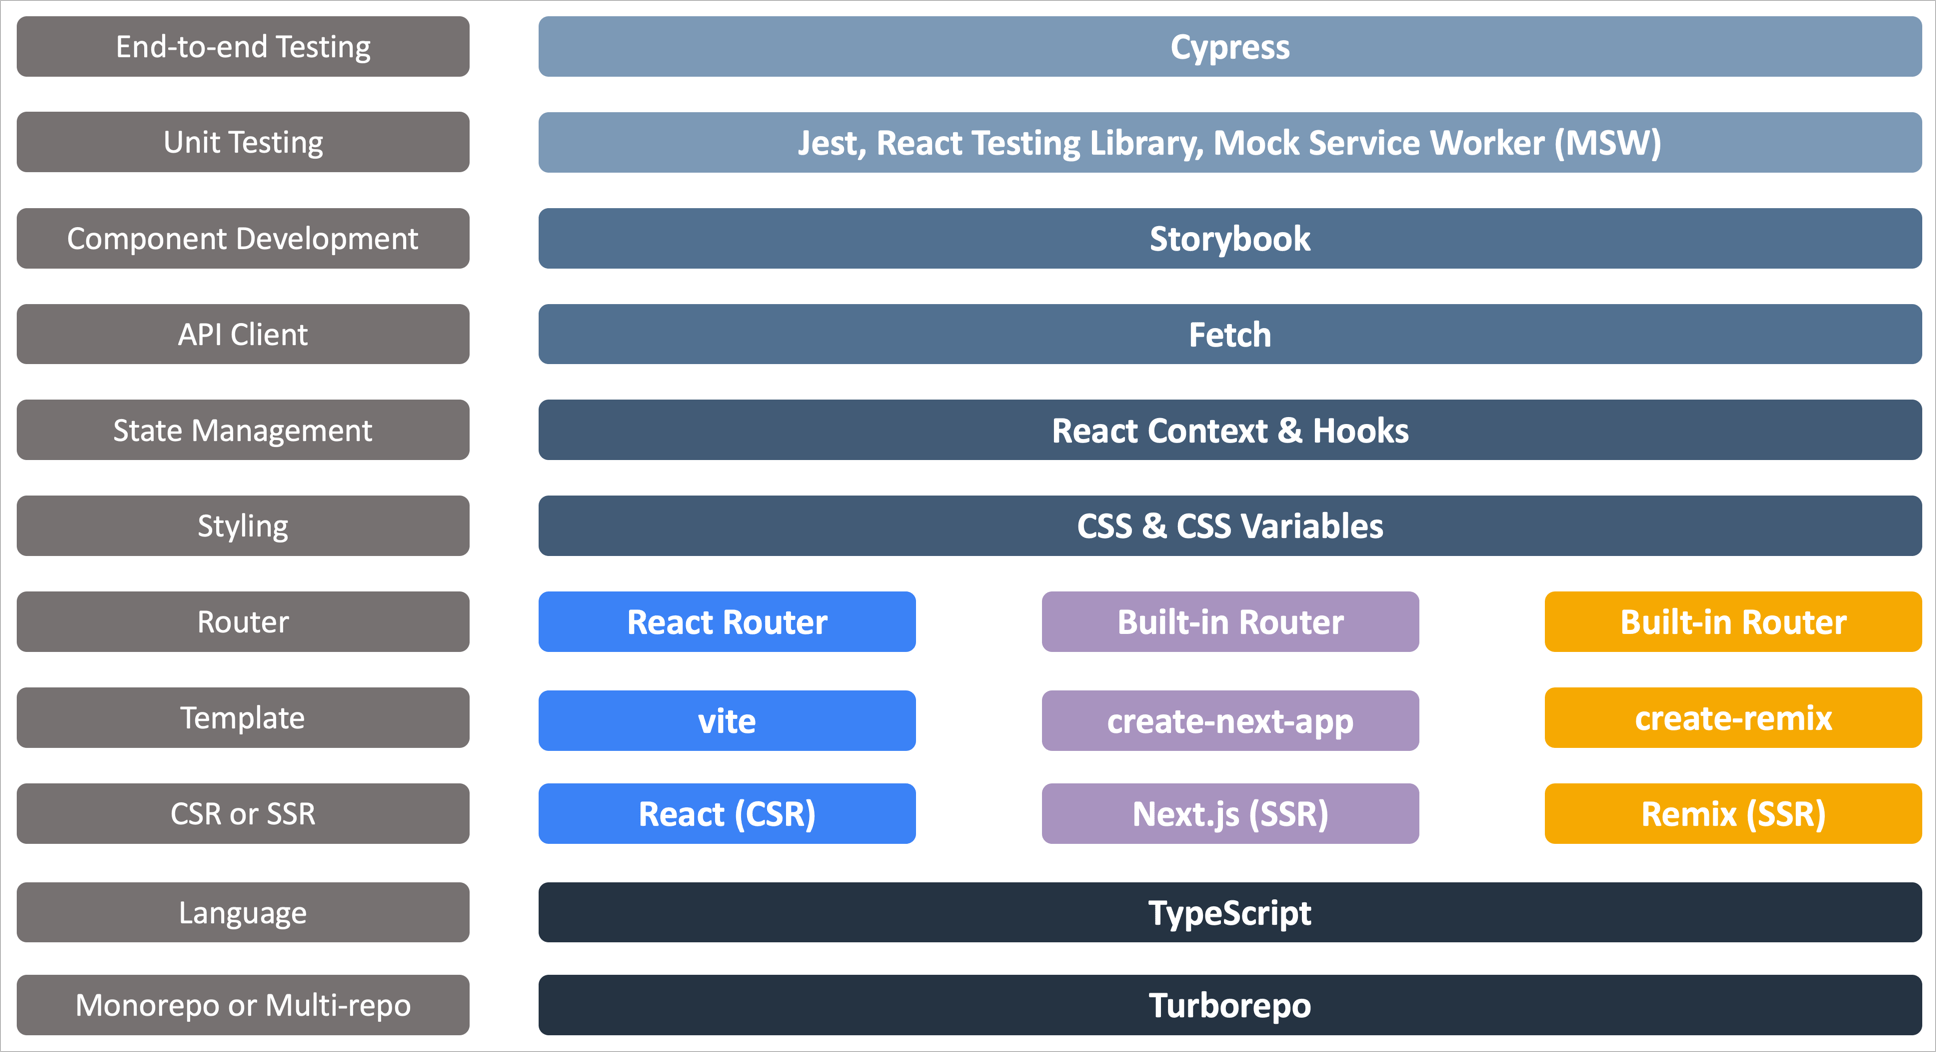 End-to-end Testing
Cypress
Unit Testing
Jest, React Testing Library, Mock Service Worker (MSW)
Component Development
Storybook
API Client
Fetch
State Management
React Context & Hooks
Styling
CSS & CSS Variables
Router
React Router
Built-in Router
Built-in Router
Template
vite
create-next-app
create-remix
CSR or SSR
React (CSR)
Next.js (SSR)
Remix (SSR)
Language
TypeScript
Monorepo or Multi-repo
Turborepo